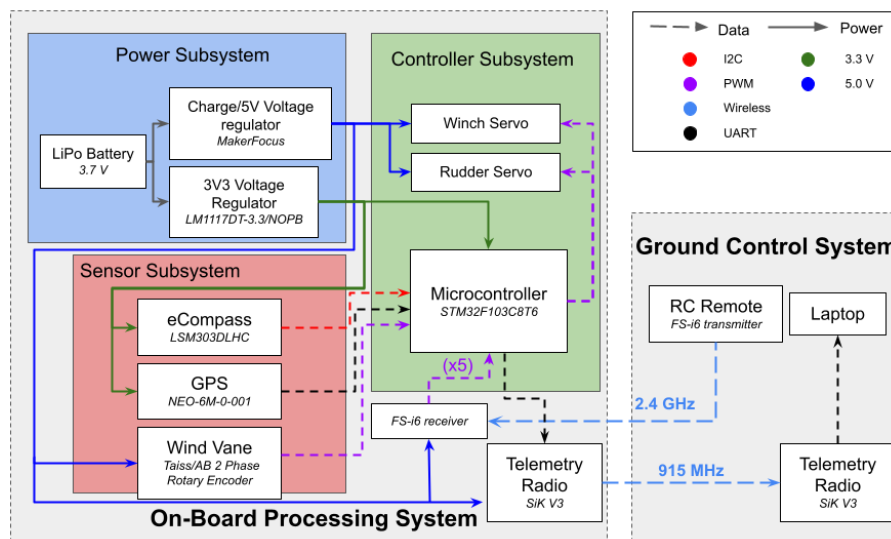 Power Subsystem
Charge/5V Voltage
regulator
MakerFocus
LiPo Battery
3.7 V
3V3 Voltage
Regulator
LM1117DT-3.3/NOPB
Controller Subsystem
Winch Servo
Rudder Servo
Microcontroller
STM32F103C8T6
(x5)
Sensor Subsystem
eCompass
LSM303DLHC
GPS
NEO-6M-0-001
Wind Vane
Taiss/AB 2 Phase
Rotary Encoder
FS-i6 receiver
Telemetry
Radio
SiK V3
On-Board Processing System
Data
Power
I2C
3.3 V
PWM
5.0 V
Wireless
UART
Ground Control System
RC Remote
FS-i6 transmitter
Laptop
2.4 GHz
915 MHz
Telemetry
Radio
SiK V3